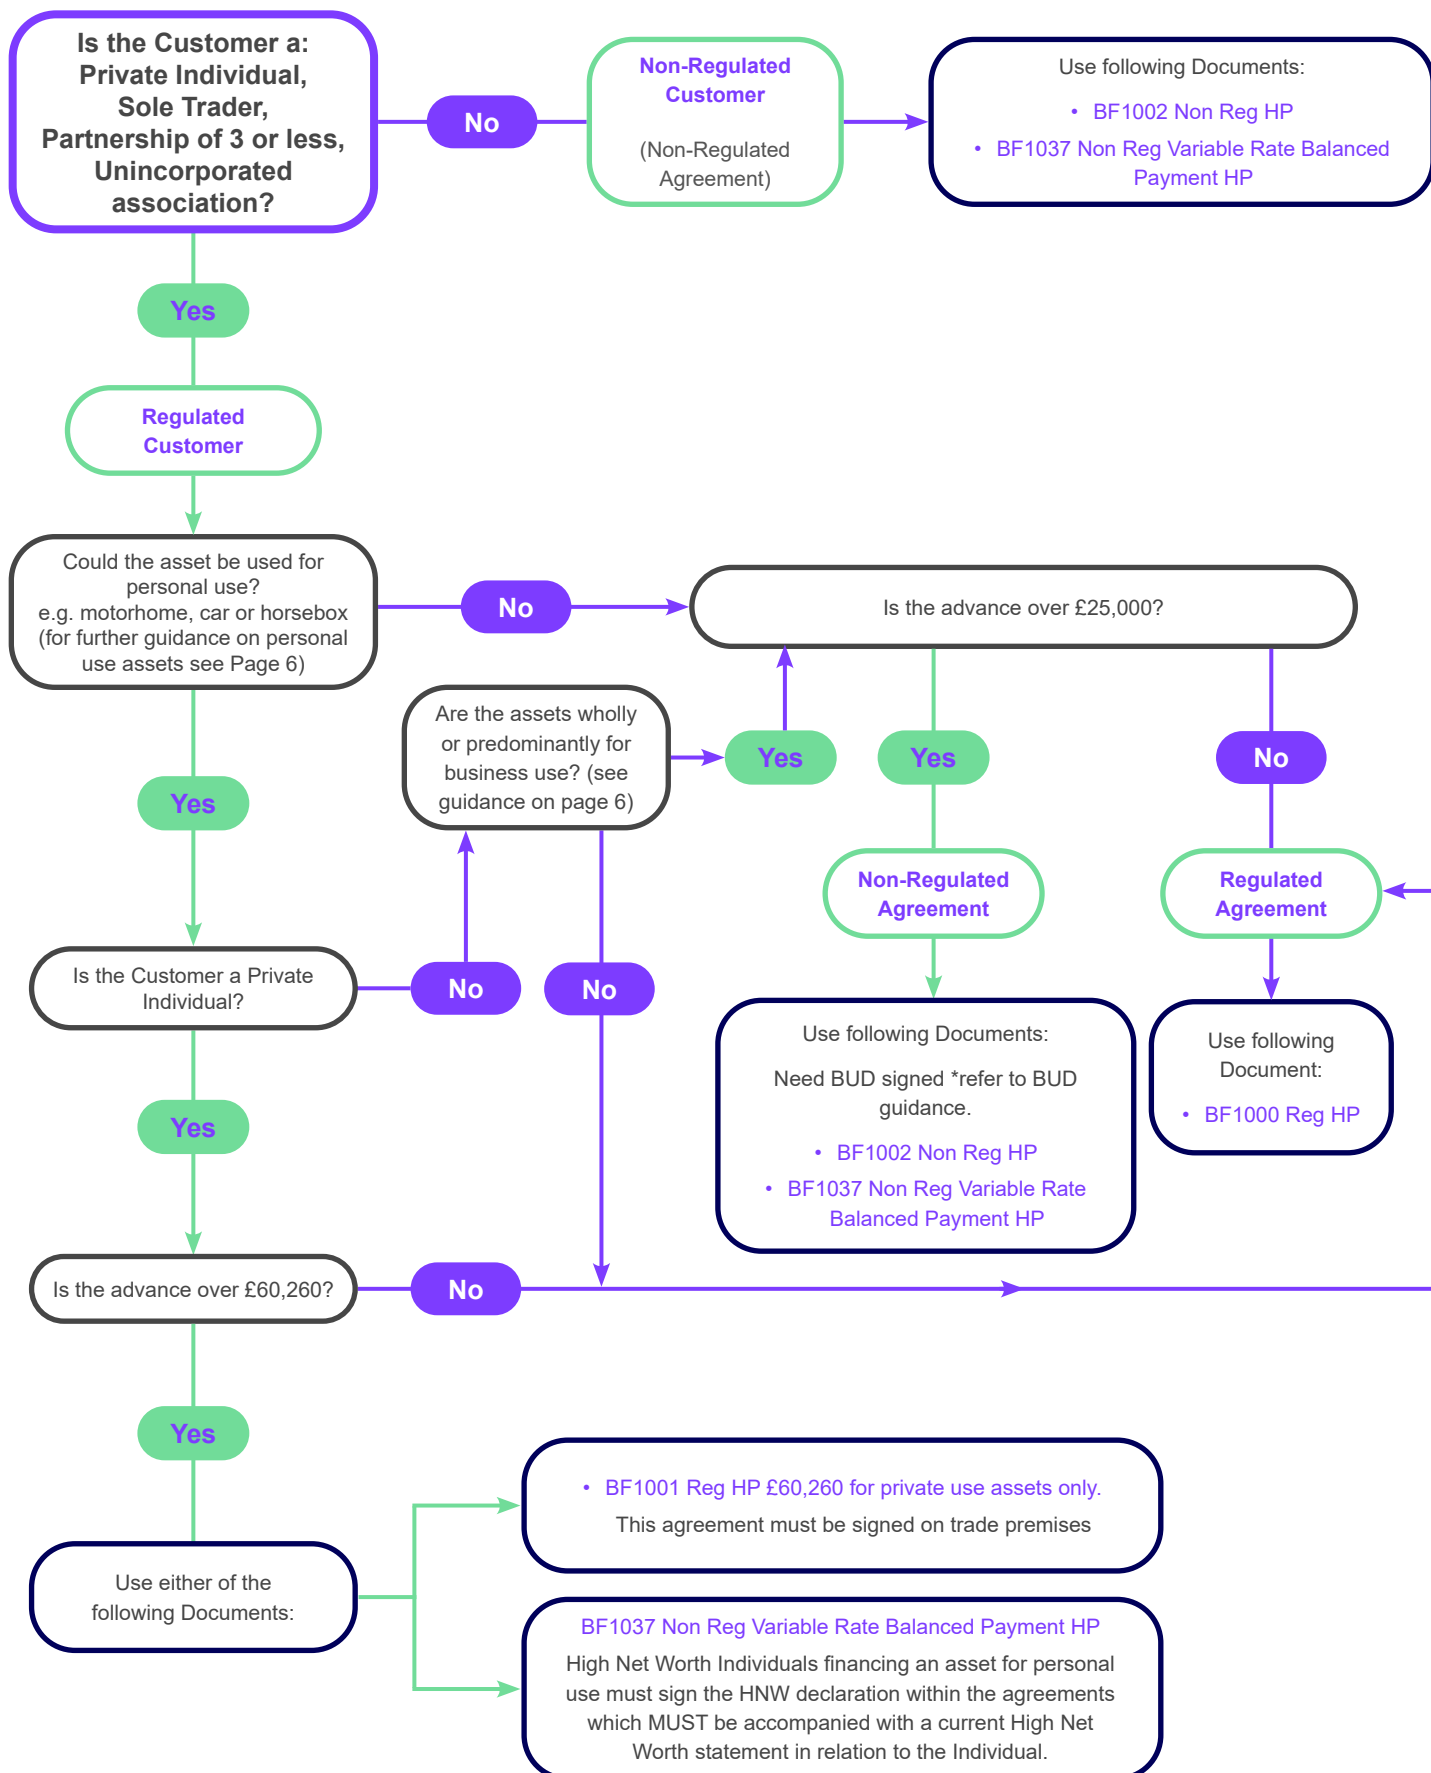 Is the Customer a:
Private Individual,
Sole Trader,
Partnership of 3 or less,
Unincorporated
association?
No
Non-Regulated
Customer
(Non-Regulated
Agreement)
Use following Documents:
• BF1002 Non Reg HP
• BF1037 Non Reg Variable Rate Balanced
Payment HP
Yes
Regulated
Customer
Could the asset be used for
personal use?
e.g. motorhome, car or horsebox
(for further guidance on personal
use assets see Page 6)
No
Is the advance over £25,000?
Are the assets wholly
or predominantly for
business use? (see
guidance on page 6)
Yes
Yes
No
Yes
Non-Regulated
Agreement
Regulated
Agreement
Is the Customer a Private
Individual?
No
No
Use following Documents:
Need BUD signed *refer to BUD
guidance.
• BF1002 Non Reg HP
• BF1037 Non Reg Variable Rate
Balanced Payment HP
Use following
Document:
• BF1000 Reg HP
Yes
Is the advance over £60,260?
No
Yes
Use either of the
following Documents:
• BF1001 Reg HP £60,260 for private use assets only.
This agreement must be signed on trade premises
BF1037 Non Reg Variable Rate Balanced Payment HP
High Net Worth Individuals financing an asset for personal
use must sign the HNW declaration within the agreements
which MUST be accompanied with a current High Net
Worth statement in relation to the Individual.